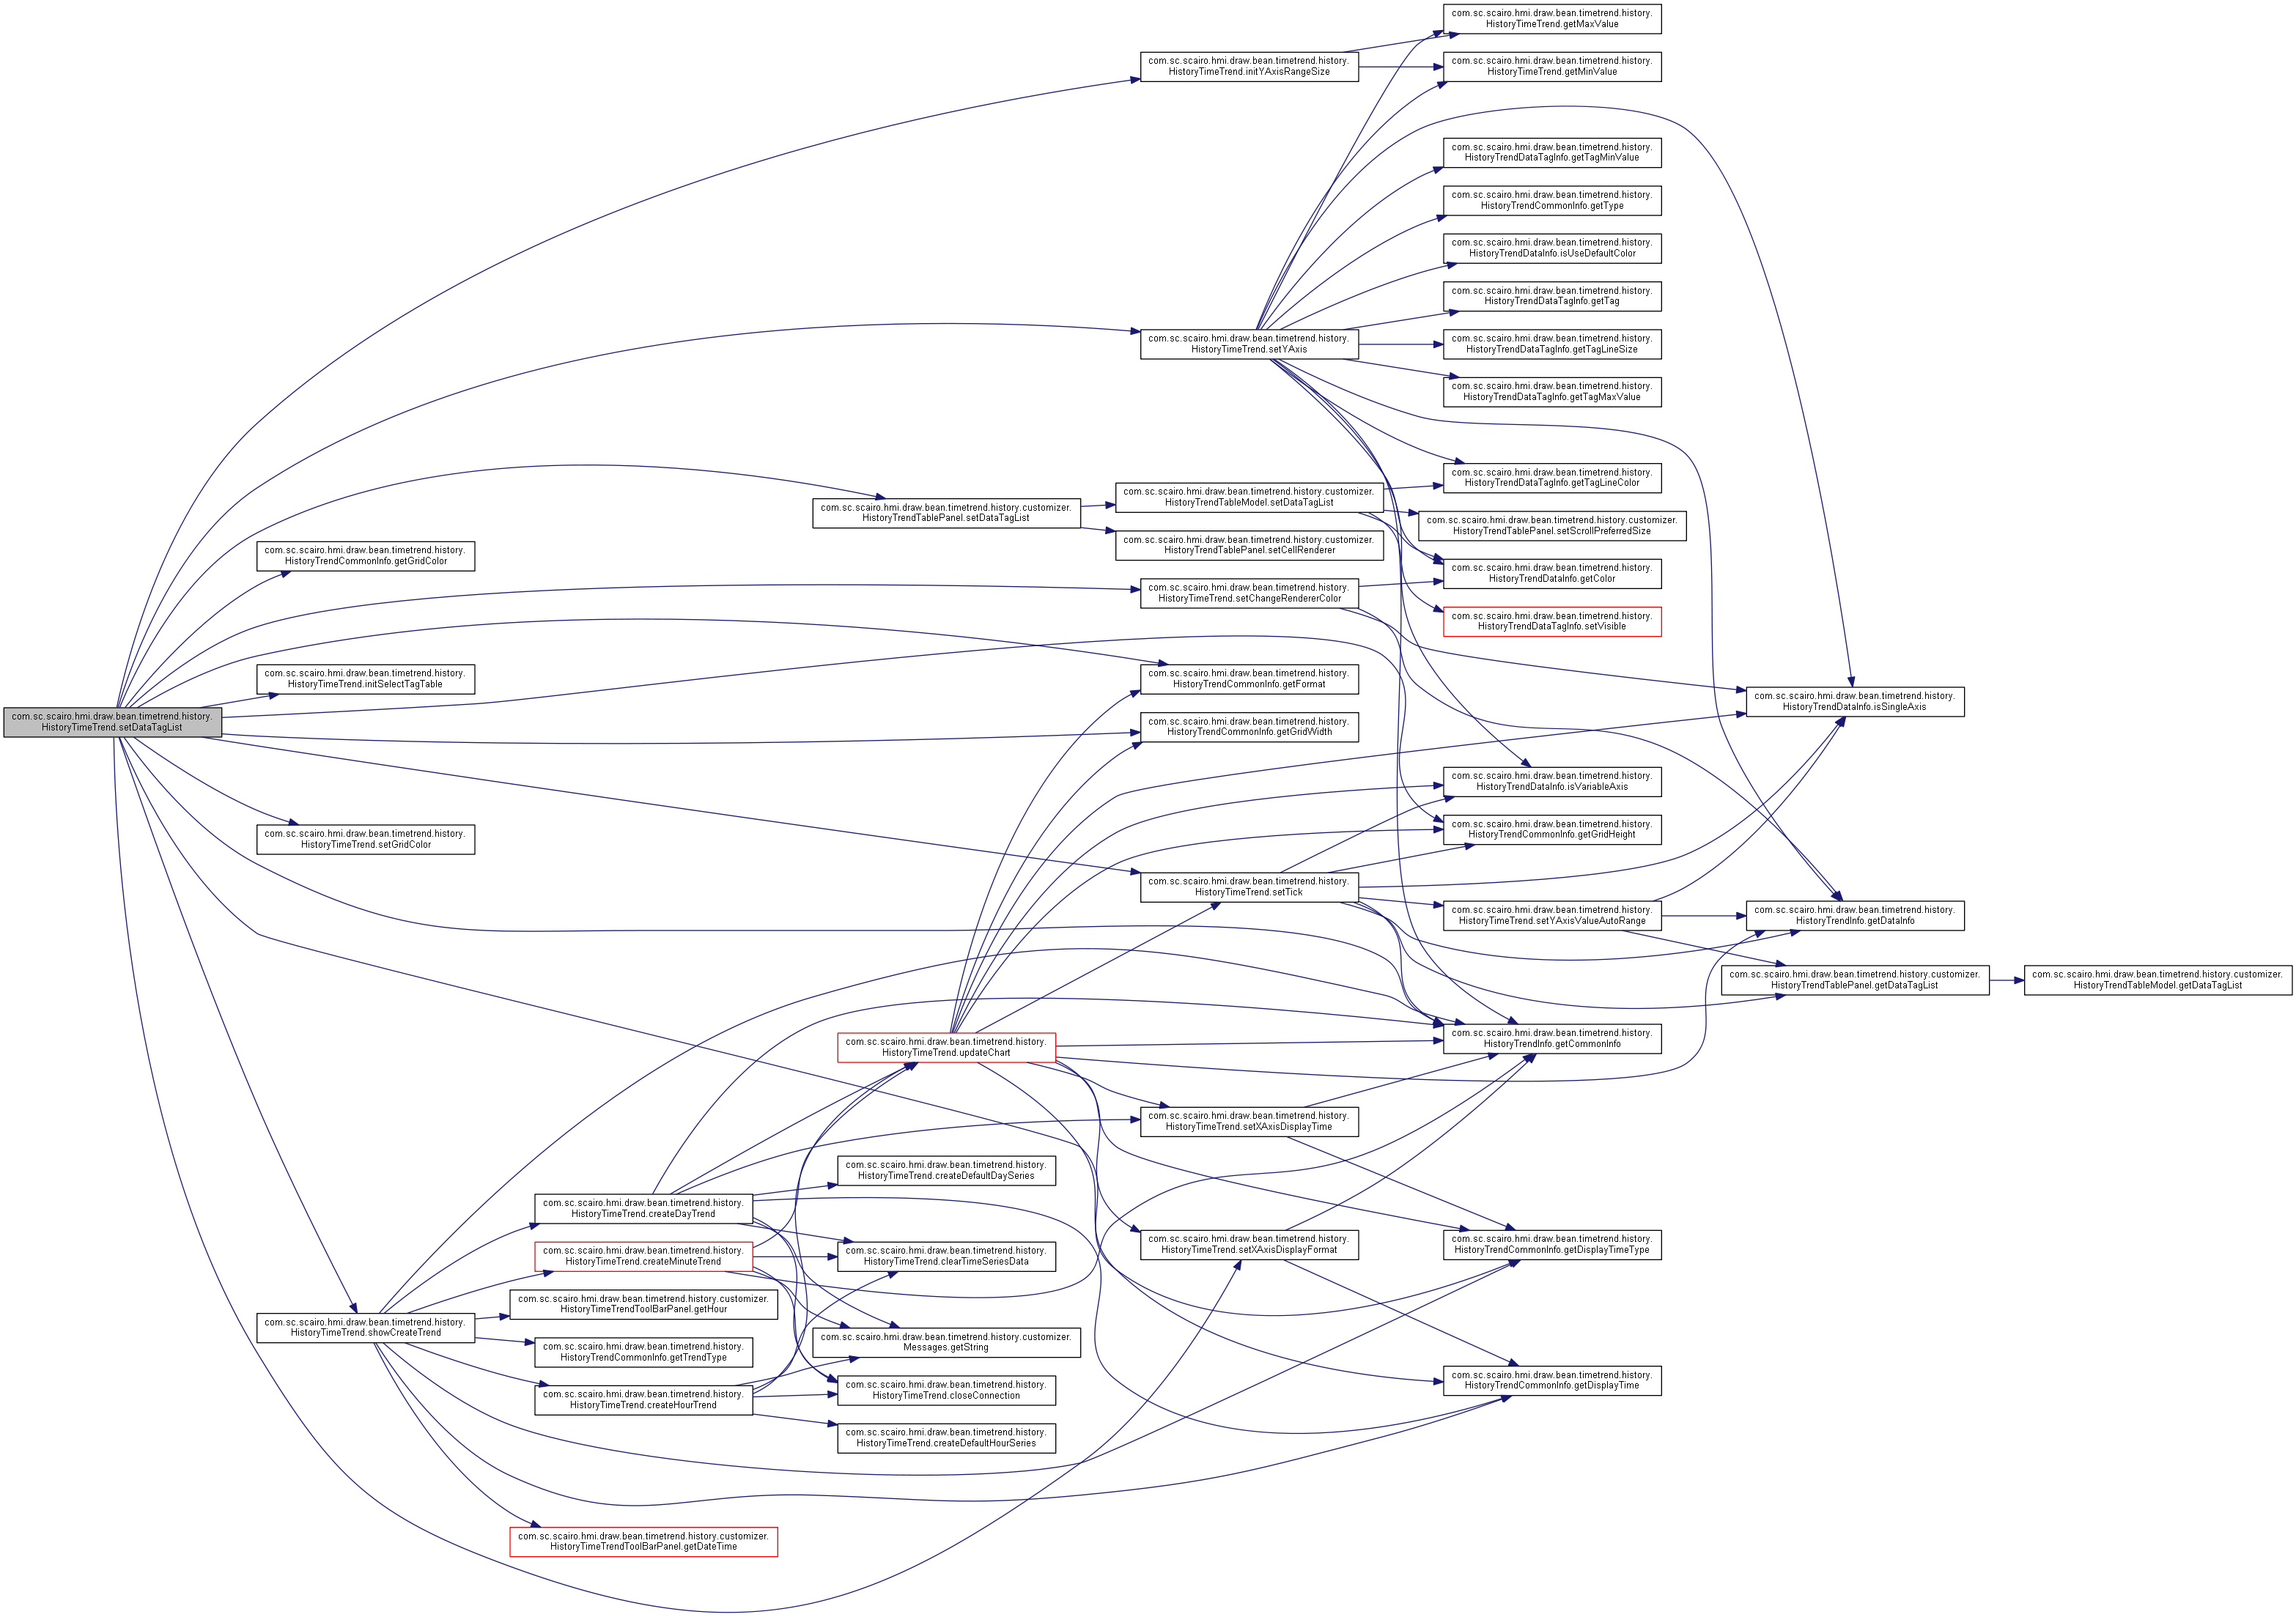 com.sc.scairo.hmi.draw.bean.timetrend.history.
HistoryTimeTrend.setDataTagList
com.sc.scairo.hmi.draw.bean.timetrend.history.
HistoryTrendCommonInfo.getGridColor
com.sc.scairo.hmi.draw.bean.timetrend.history.
HistoryTimeTrend.initSelectTagTable
com.sc.scairo.hmi.draw.bean.timetrend.history.
HistoryTimeTrend.setGridColor
com.sc.scairo.hmi.draw.bean.timetrend.history.
HistoryTimeTrend.showCreateTrend
com.sc.scairo.hmi.draw.bean.timetrend.history.
HistoryTimeTrend.createDayTrend
com.sc.scairo.hmi.draw.bean.timetrend.history.
HistoryTimeTrend.createMinuteTrend
com.sc.scairo.hmi.draw.bean.timetrend.history.customizer.
HistoryTimeTrendToolBarPanel.getHour
com.sc.scairo.hmi.draw.bean.timetrend.history.
HistoryTrendCommonInfo.getTrendType
com.sc.scairo.hmi.draw.bean.timetrend.history.
HistoryTimeTrend.createHourTrend
com.sc.scairo.hmi.draw.bean.timetrend.history.customizer.
HistoryTimeTrendToolBarPanel.getDateTime
com.sc.scairo.hmi.draw.bean.timetrend.history.customizer.
HistoryTrendTablePanel.setDataTagList
com.sc.scairo.hmi.draw.bean.timetrend.history.
HistoryTimeTrend.updateChart
com.sc.scairo.hmi.draw.bean.timetrend.history.
HistoryTimeTrend.createDefaultDaySeries
com.sc.scairo.hmi.draw.bean.timetrend.history.
HistoryTimeTrend.clearTimeSeriesData
com.sc.scairo.hmi.draw.bean.timetrend.history.customizer.
Messages.getString
com.sc.scairo.hmi.draw.bean.timetrend.history.
HistoryTimeTrend.closeConnection
com.sc.scairo.hmi.draw.bean.timetrend.history.
HistoryTimeTrend.createDefaultHourSeries
com.sc.scairo.hmi.draw.bean.timetrend.history.
HistoryTimeTrend.initYAxisRangeSize
com.sc.scairo.hmi.draw.bean.timetrend.history.
HistoryTimeTrend.setYAxis
com.sc.scairo.hmi.draw.bean.timetrend.history.customizer.
HistoryTrendTableModel.setDataTagList
com.sc.scairo.hmi.draw.bean.timetrend.history.customizer.
HistoryTrendTablePanel.setCellRenderer
com.sc.scairo.hmi.draw.bean.timetrend.history.
HistoryTimeTrend.setChangeRendererColor
com.sc.scairo.hmi.draw.bean.timetrend.history.
HistoryTrendCommonInfo.getFormat
com.sc.scairo.hmi.draw.bean.timetrend.history.
HistoryTrendCommonInfo.getGridWidth
com.sc.scairo.hmi.draw.bean.timetrend.history.
HistoryTimeTrend.setTick
com.sc.scairo.hmi.draw.bean.timetrend.history.
HistoryTimeTrend.setXAxisDisplayTime
com.sc.scairo.hmi.draw.bean.timetrend.history.
HistoryTimeTrend.setXAxisDisplayFormat
com.sc.scairo.hmi.draw.bean.timetrend.history.
HistoryTimeTrend.getMaxValue
com.sc.scairo.hmi.draw.bean.timetrend.history.
HistoryTimeTrend.getMinValue
com.sc.scairo.hmi.draw.bean.timetrend.history.
HistoryTrendDataTagInfo.getTagMinValue
com.sc.scairo.hmi.draw.bean.timetrend.history.
HistoryTrendCommonInfo.getType
com.sc.scairo.hmi.draw.bean.timetrend.history.
HistoryTrendDataInfo.isUseDefaultColor
com.sc.scairo.hmi.draw.bean.timetrend.history.
HistoryTrendDataTagInfo.getTag
com.sc.scairo.hmi.draw.bean.timetrend.history.
HistoryTrendDataTagInfo.getTagLineSize
com.sc.scairo.hmi.draw.bean.timetrend.history.
HistoryTrendDataTagInfo.getTagMaxValue
com.sc.scairo.hmi.draw.bean.timetrend.history.
HistoryTrendDataTagInfo.getTagLineColor
com.sc.scairo.hmi.draw.bean.timetrend.history.customizer.
HistoryTrendTablePanel.setScrollPreferredSize
com.sc.scairo.hmi.draw.bean.timetrend.history.
HistoryTrendDataInfo.getColor
com.sc.scairo.hmi.draw.bean.timetrend.history.
HistoryTrendDataTagInfo.setVisible
com.sc.scairo.hmi.draw.bean.timetrend.history.
HistoryTrendDataInfo.isVariableAxis
com.sc.scairo.hmi.draw.bean.timetrend.history.
HistoryTrendCommonInfo.getGridHeight
com.sc.scairo.hmi.draw.bean.timetrend.history.
HistoryTimeTrend.setYAxisValueAutoRange
com.sc.scairo.hmi.draw.bean.timetrend.history.
HistoryTrendInfo.getCommonInfo
com.sc.scairo.hmi.draw.bean.timetrend.history.
HistoryTrendCommonInfo.getDisplayTimeType
com.sc.scairo.hmi.draw.bean.timetrend.history.
HistoryTrendCommonInfo.getDisplayTime
com.sc.scairo.hmi.draw.bean.timetrend.history.
HistoryTrendDataInfo.isSingleAxis
com.sc.scairo.hmi.draw.bean.timetrend.history.
HistoryTrendInfo.getDataInfo
com.sc.scairo.hmi.draw.bean.timetrend.history.customizer.
HistoryTrendTablePanel.getDataTagList
com.sc.scairo.hmi.draw.bean.timetrend.history.customizer.
HistoryTrendTableModel.getDataTagList